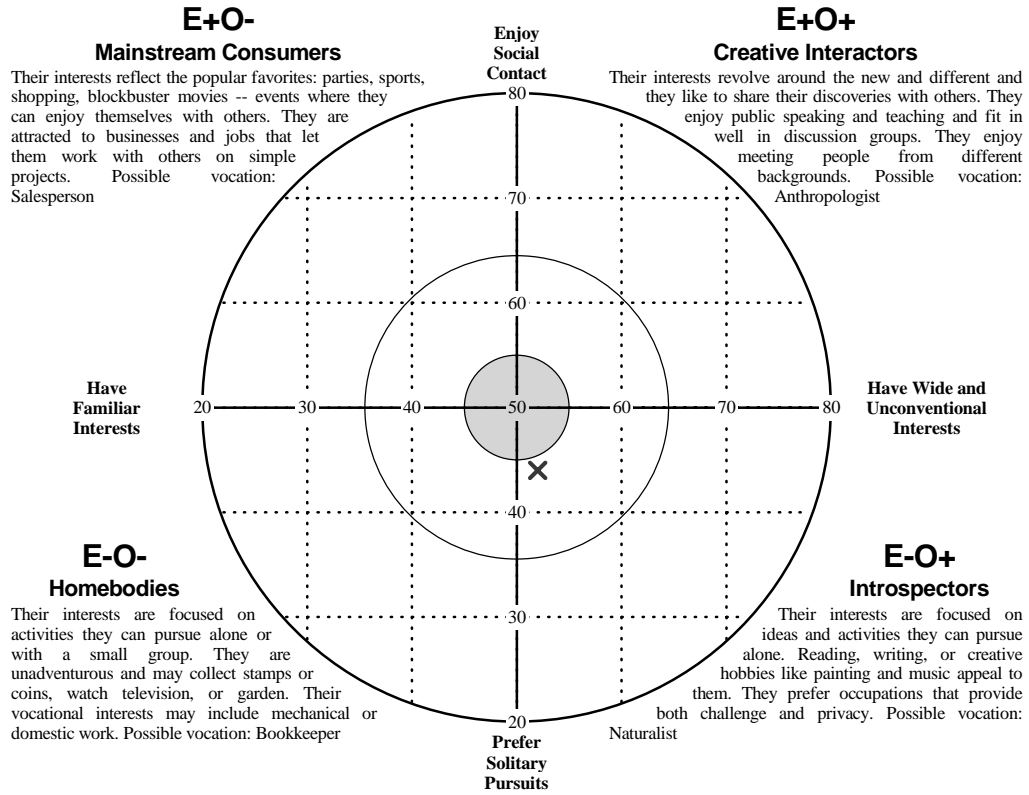 E+O-
Mainstream Consumers
Their interests reflect the popular favorites: parties, sports,
shopping, blockbuster movies -- events where they
can enjoy themselves with others. They are
attracted to businesses and jobs that let
them work with others on simple
projects. Possible vocation:
Salesperson
Enjoy
Social
Contact
E+O+
Creative Interactors
Their interests revolve around the new and different and
they like to share their discoveries with others. They
enjoy public speaking and teaching and fit in
well in discussion groups. They enjoy
meeting people from different
backgrounds. Possible vocation:
Anthropologist
80
70
60
Have
Familiar
Interests
20 30 40 50 60 70 80
Have Wide and
Unconventional
Interests
40
30
20
E-O-
Homebodies
Their interests are focused on
activities they can pursue alone or
with a small group. They are
unadventurous and may collect stamps or
coins, watch television, or garden. Their
vocational interests may include mechanical or
domestic work. Possible vocation: Bookkeeper
Prefer
Solitary
Pursuits
E-O+
Introspectors
Their interests are focused on
ideas and activities they can pursue
alone. Reading, writing, or creative
hobbies like painting and music appeal to
them. They prefer occupations that provide
both challenge and privacy. Possible vocation:
Naturalist